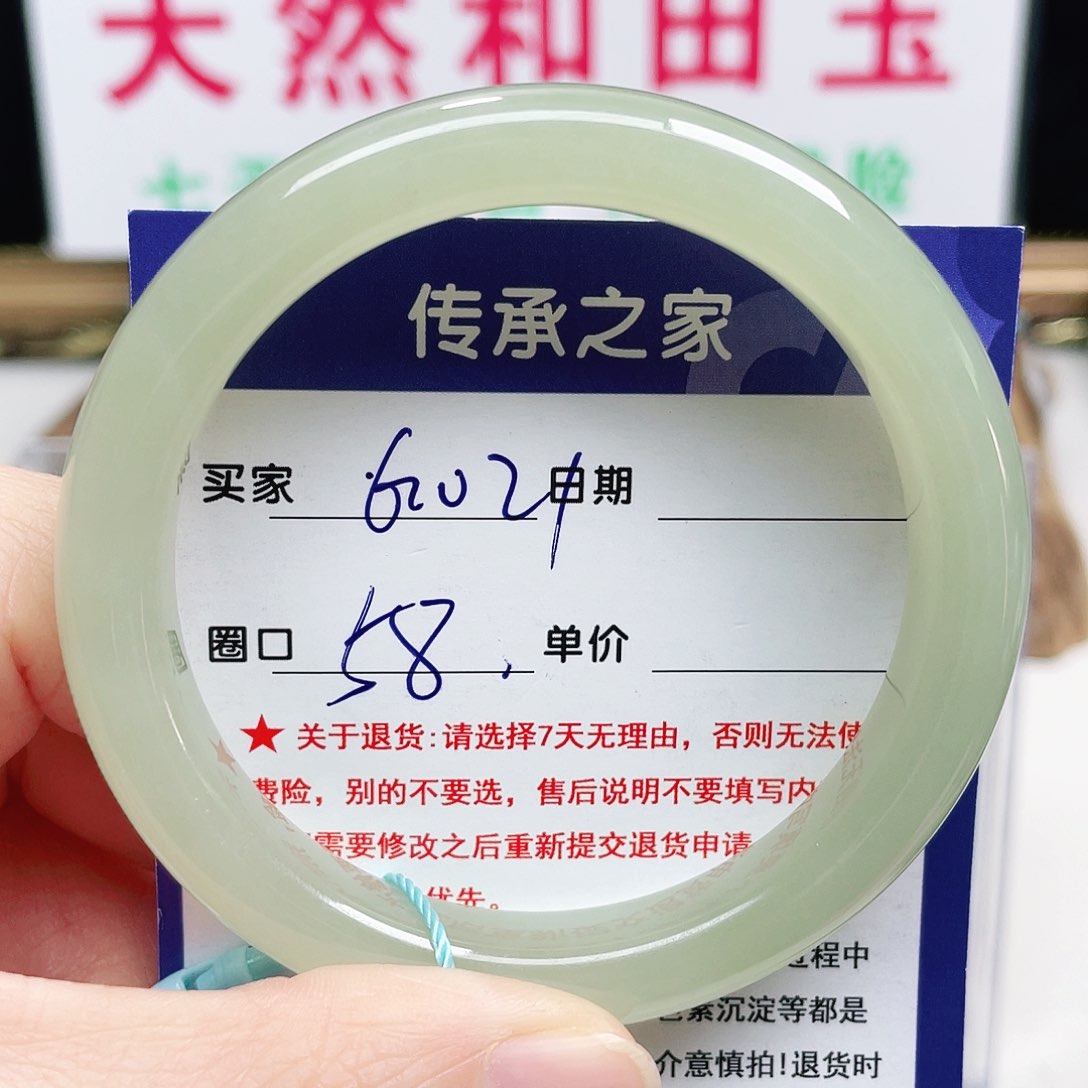 天然和田玉
传承之家
买家 62024 日期
圈口 58. 单价
★关于退货:请选择7天无理由，否则无法使
费险，别的不要选，售后说明不要填写内
需要修改之后重新提交退货申请
优先。
过程中
色素沉淀等都是
介意慎拍!退货时